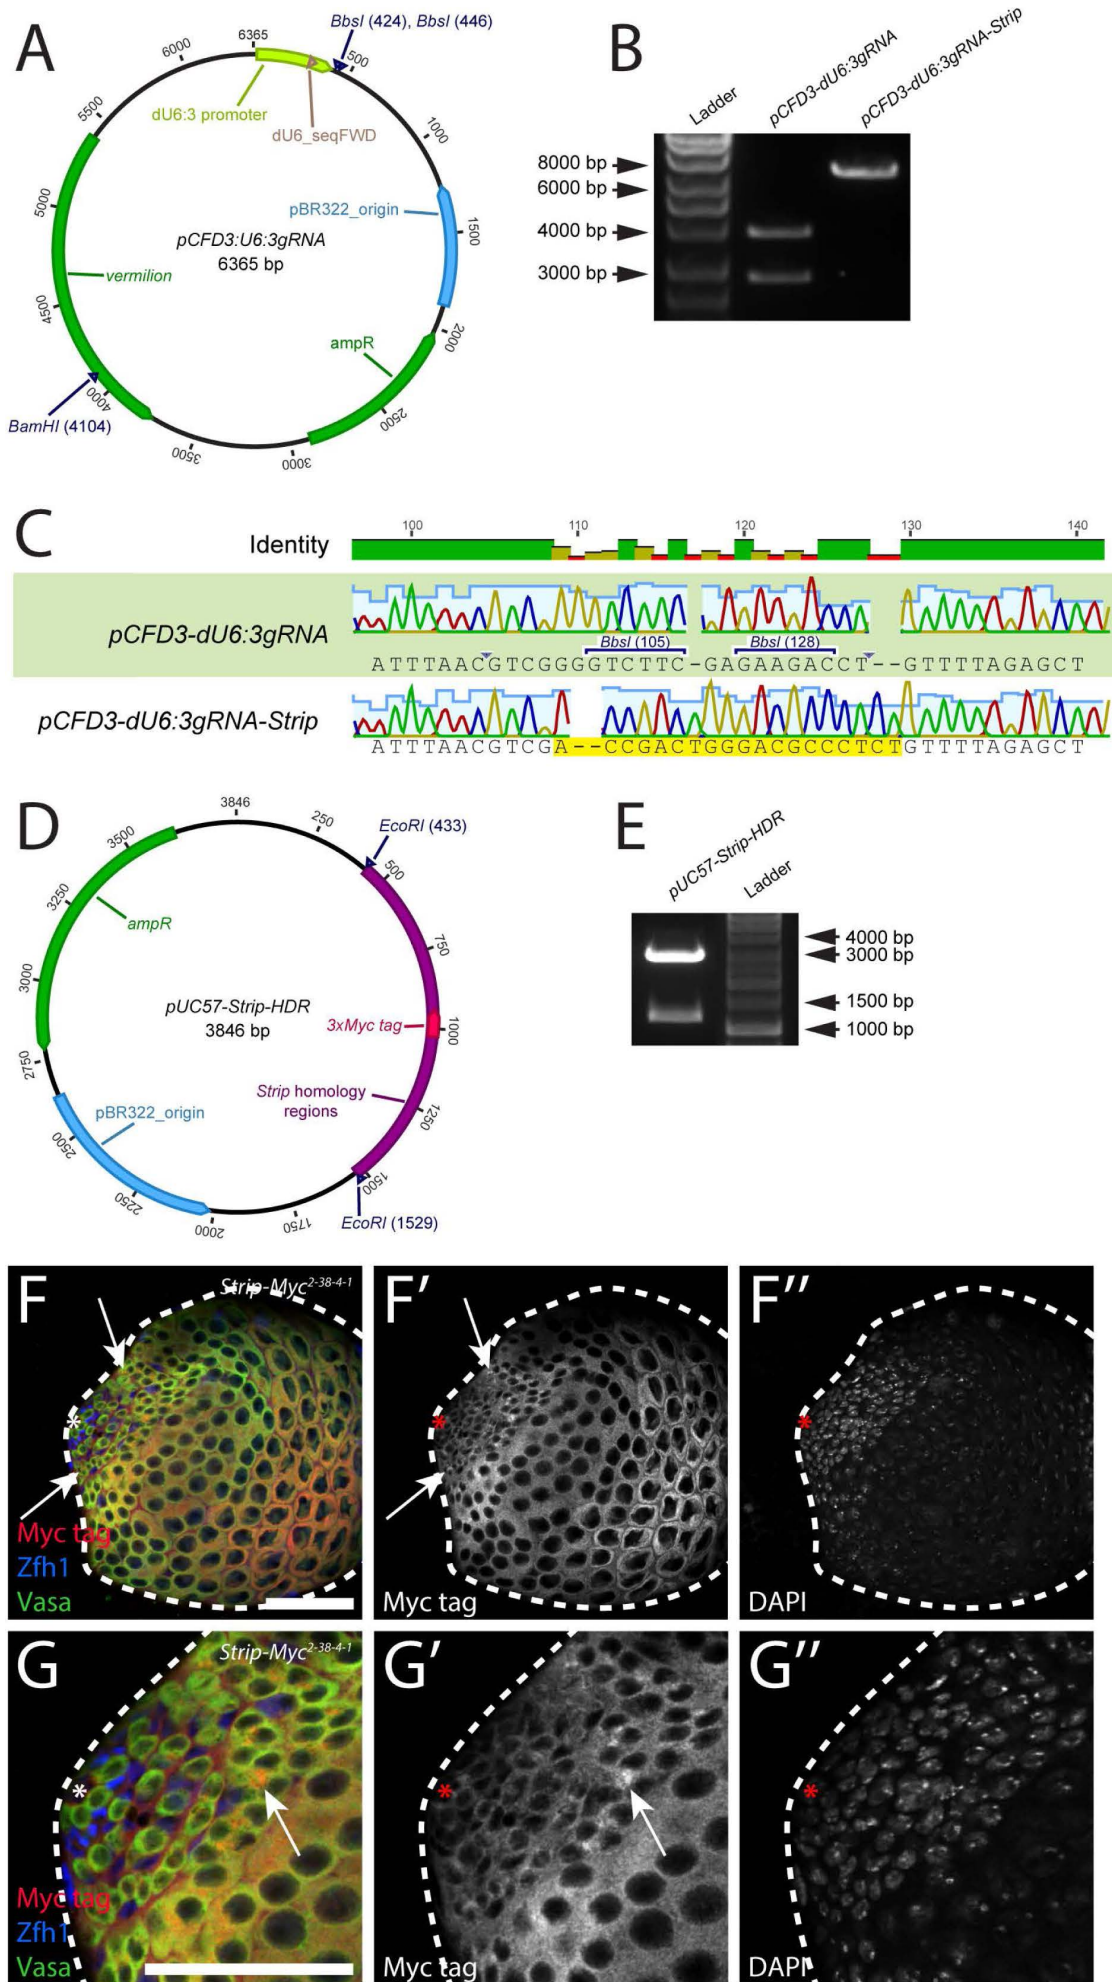 A
BbsI (424), BbsI (446)
6365
500
1000
1500
2000
2500
3000
3500
4000
4500
5000
5500
6000
dU6:3 promoter
dU6_seqFWD
pBR322_origin
pCFD3:U6:3gRNA
6365 bp
vermilion
ampR
BamHI (4104)
B
Ladder
pCFD3-dU6:3gRNA
pCFD3-dU6:3gRNA-Strip
8000 bp
6000 bp
4000 bp
3000 bp
C
100
110
120
130
140
Identity
pCFD3-dU6:3gRNA
BbsI (105)
BbsI (128)
ATTTAACGTCGGGGTCTTC-GAGAAGACCT--GTTTTAGAGCT
pCFD3-dU6:3gRNA-Strip
ATTTAACGTCGA--CCGACTGGGACGCCCTCTGTTTTAGAGCT
D
3846
250
EcoRI (433)
500
750
1000
1250
1500
1750
2000
2250
2500
2750
3000
3250
3500
ampR
pUC57-Strip-HDR
3846 bp
3xMyc tag
Strip homology
regions
pBR322_origin
EcoRI (1529)
E
pUC57-Strip-HDR
Ladder
4000 bp
3000 bp
1500 bp
1000 bp
F
Strip-Myc2-38-4-1
*
Myc tag
Zfh1
Vasa
F'
*
Myc tag
F''
*
DAPI
G
Strip-Myc2-38-4-1
*
Myc tag
Zfh1
Vasa
G'
*
Myc tag
G''
*
DAPI